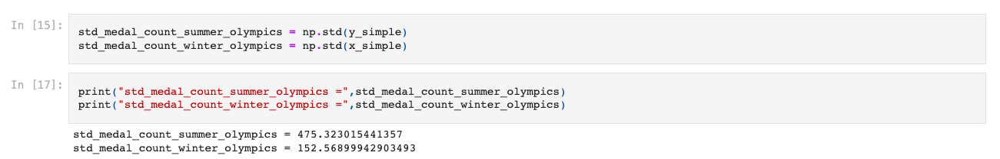 In [15]:
std_medal_count_summer_olympics = np.std(y_simple)
std_medal_count_winter_olympics = np.std(x_simple)
In [17]:
print("std_medal_count_summer_olympics =",std_medal_count_summer_olympics)
print("std_medal_count_winter_olympics =",std_medal_count_winter_olympics)
std_medal_count_summer_olympics = 475.323015441357
std_medal_count_winter_olympics = 152.56899942903493